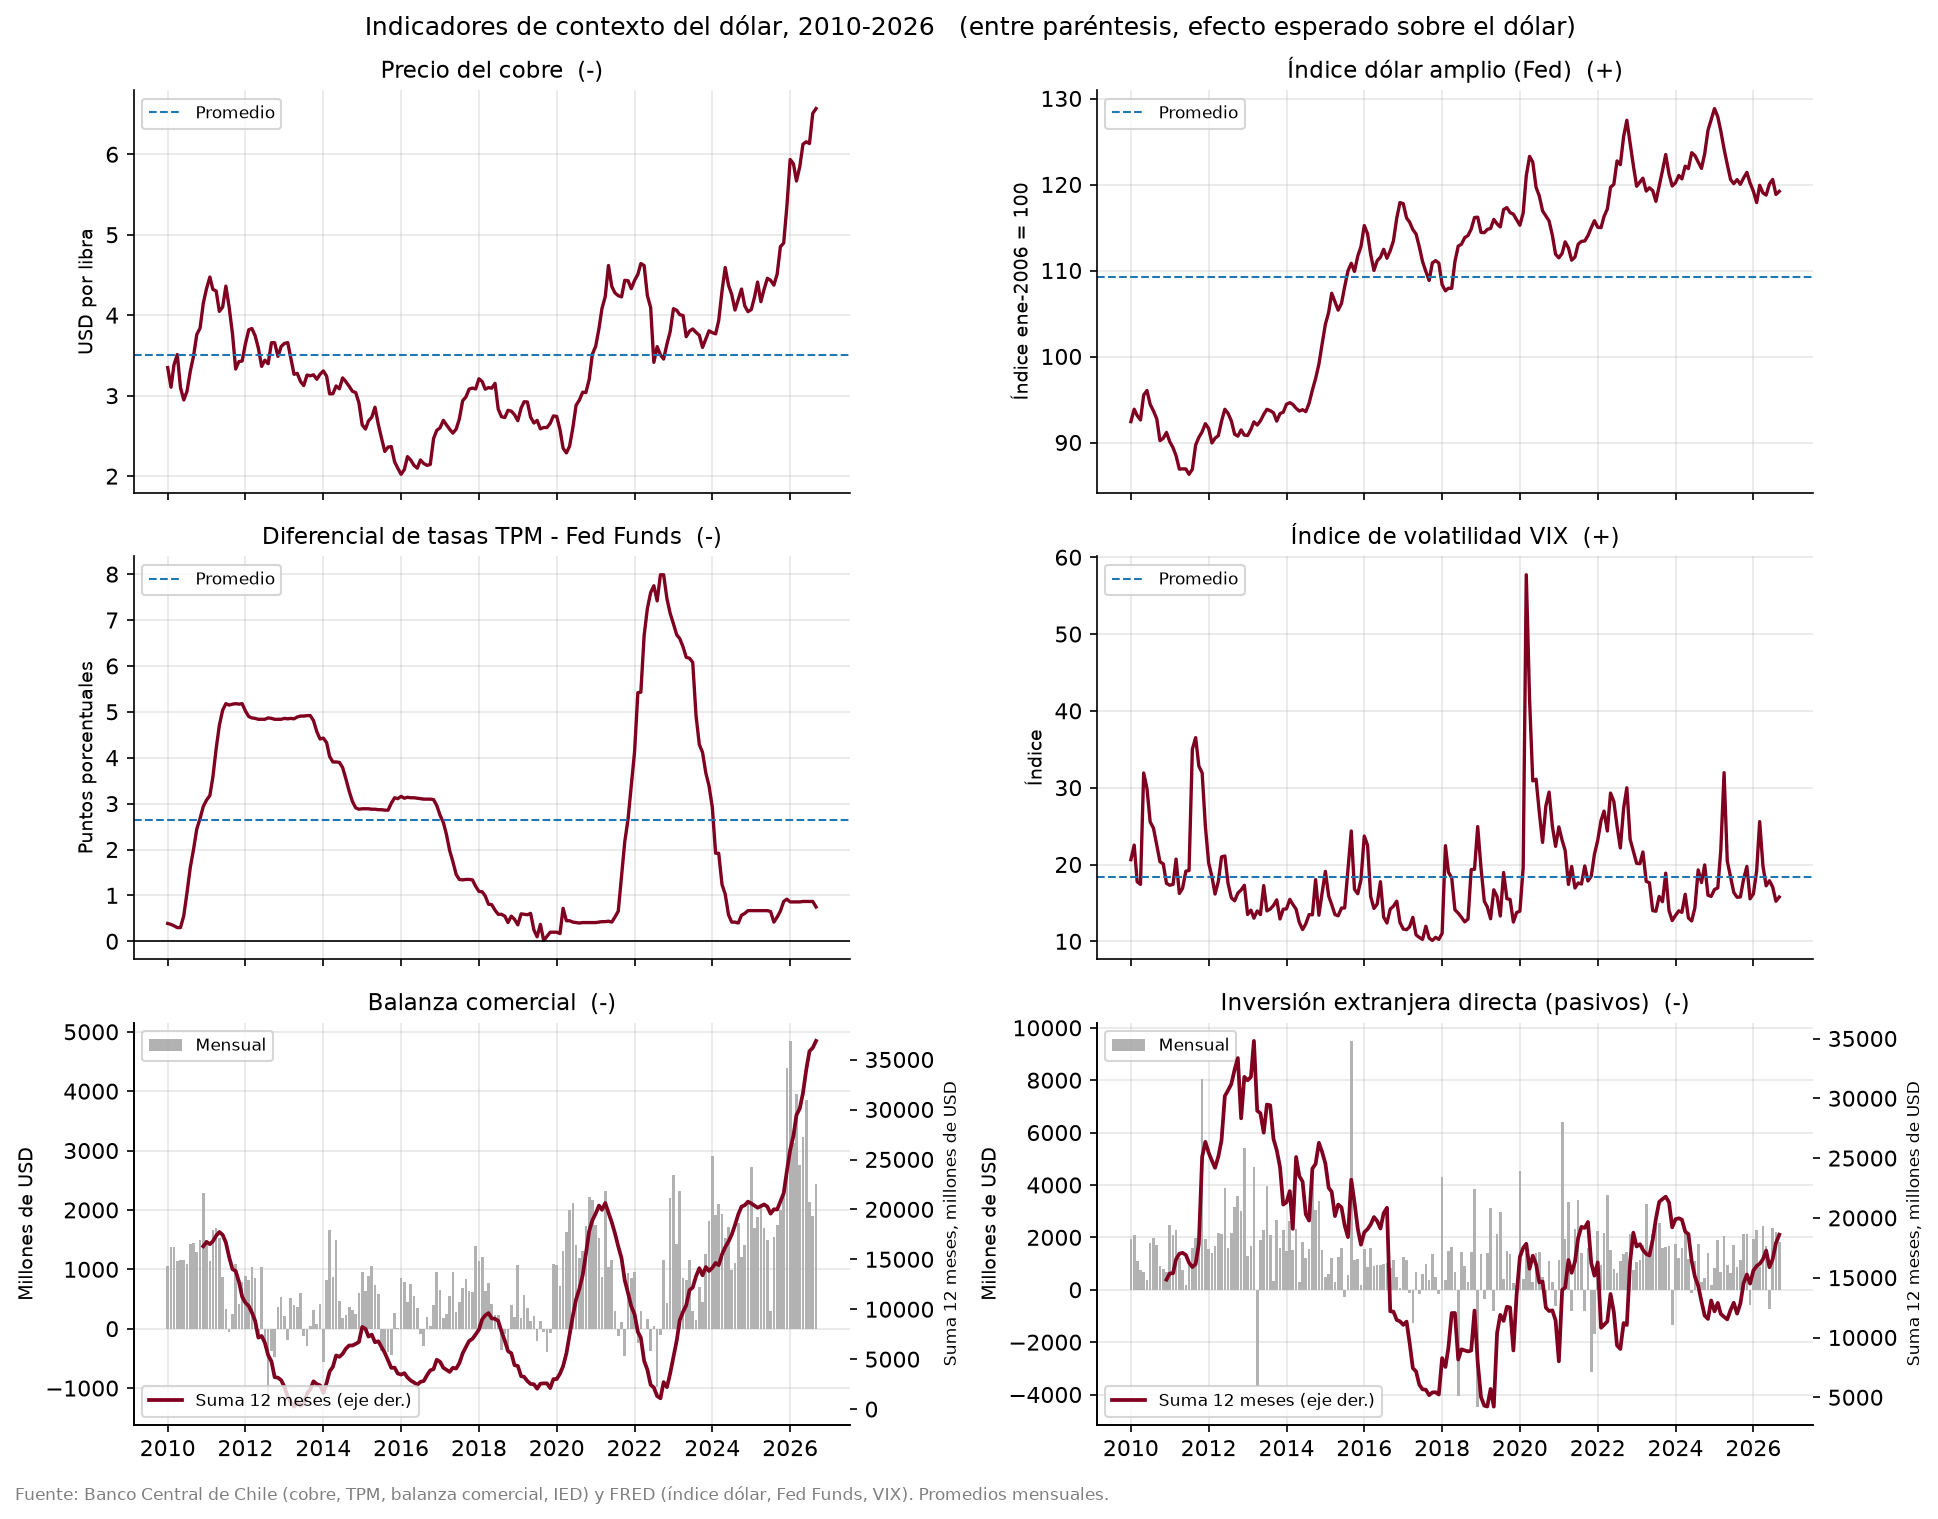 Indicadores de contexto del dólar, 2010-2026   (entre paréntesis, efecto esperado sobre el dólar)
Precio del cobre  (-)
Promedio
USD por libra
6
5
4
3
2
Índice dólar amplio (Fed)  (+)
Promedio
Índice ene-2006 = 100
130
120
110
100
90
Diferencial de tasas TPM - Fed Funds  (-)
Promedio
Puntos porcentuales
8
7
6
5
4
3
2
1
0
Índice de volatilidad VIX  (+)
Promedio
Índice
60
50
40
30
20
10
Balanza comercial  (-)
Mensual
Suma 12 meses (eje der.)
Millones de USD
5000
4000
3000
2000
1000
0
−1000
35000
30000
25000
20000
15000
10000
5000
0
Suma 12 meses, millones de USD
2010 2012 2014 2016 2018 2020 2022 2024 2026
Inversión extranjera directa (pasivos)  (-)
Mensual
Suma 12 meses (eje der.)
Millones de USD
10000
8000
6000
4000
2000
0
−2000
−4000
35000
30000
25000
20000
15000
10000
5000
Suma 12 meses, millones de USD
2010 2012 2014 2016 2018 2020 2022 2024 2026
Fuente: Banco Central de Chile (cobre, TPM, balanza comercial, IED) y FRED (índice dólar, Fed Funds, VIX). Promedios mensuales.